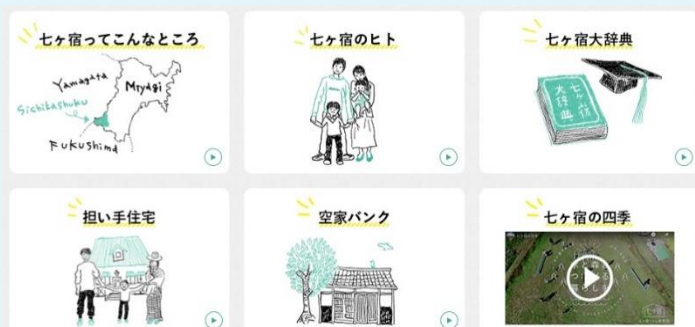 七ヶ宿ってこんなところ
七ヶ宿のヒト
七ヶ宿大辞典
Yamagata
Miyagi
Sichikashuku
Fukushima
七ヶ宿
大辞典
担い手住宅
空家バンク
七ヶ宿の四季